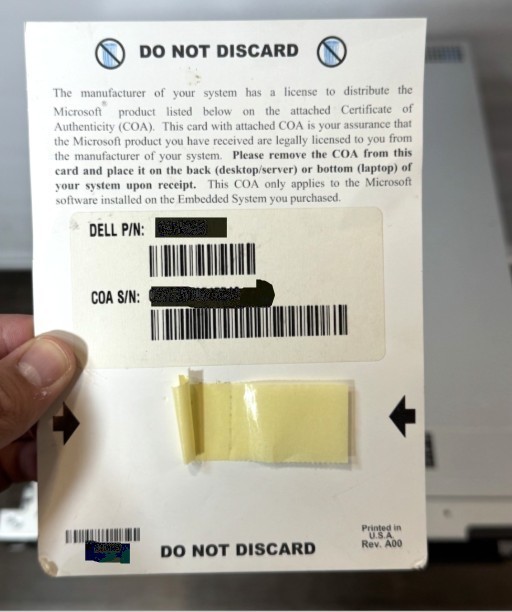 DO NOT DISCARD
The manufacturer of your system has a license to distribute the
Microsoft® product listed below on the attached Certificate of
Authenticity (COA). This card with attached COA is your assurance that
the Microsoft product you have received are legally licensed to you from
the manufacturer of your system. Please remove the COA from this
card and place it on the back (desktop/server) or bottom (laptop) of
your system upon receipt. This COA only applies to the Microsoft
software installed on the Embedded System you purchased.
DELL P/N:
COA S/N:
Printed in
U.S.A.
Rev. A00
DO NOT DISCARD